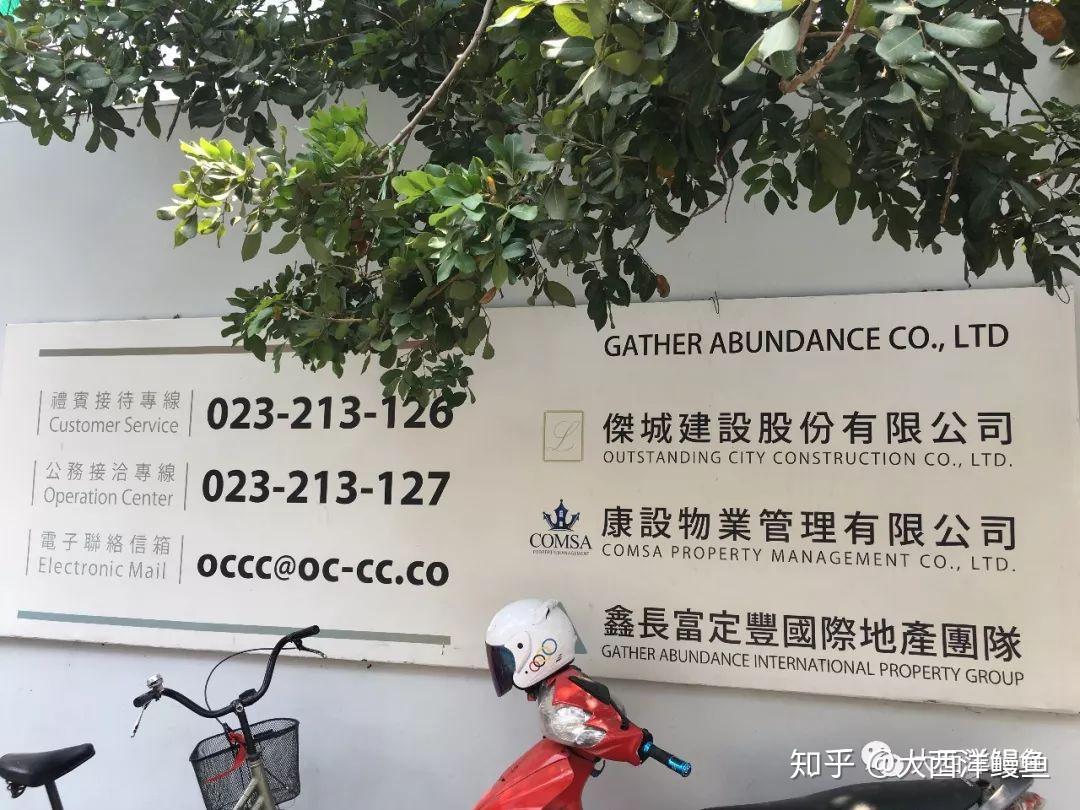 禮賓接待專線
Customer Service
023-213-126
公務接洽專線
Operation Center
023-213-127
電子聯絡信箱
Electronic Mail
occc@oc-cc.co
GATHER ABUNDANCE CO., LTD
L
傑城建設股份有限公司
OUTSTANDING CITY CONSTRUCTION CO., LTD.
COMSA
PROPERTY MANAGEMENT
康設物業管理有限公司
COMSA PROPERTY MANAGEMENT CO., LTD.
鑫長富定豐國際地產團隊
GATHER ABUNDANCE INTERNATIONAL PROPERTY GROUP
知乎 @大西洋鳗鱼